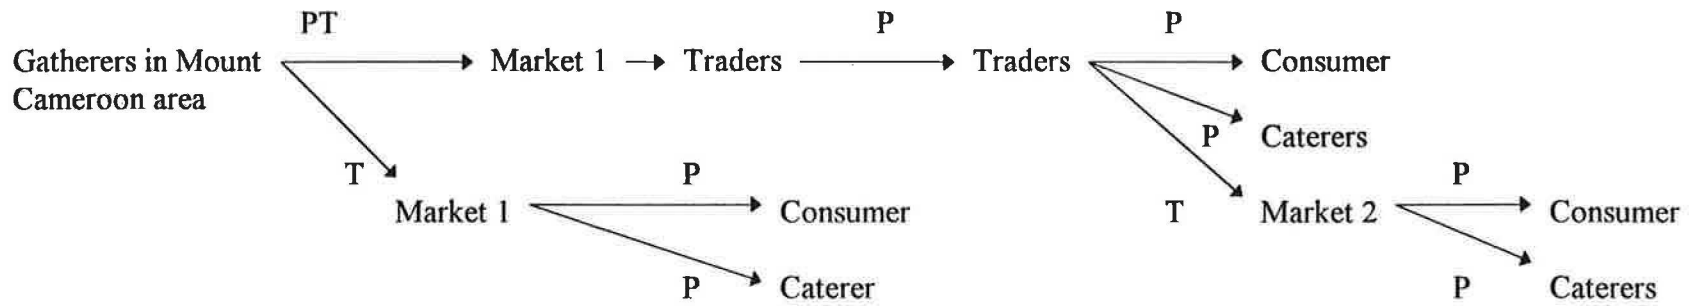 PT P P
Gatherers in Mount Market 1 Traders Traders Consumer
Cameroon area
P Caterers
T P P
Market 1 Consumer T Market 2 Consumer
P Caterer P Caterers